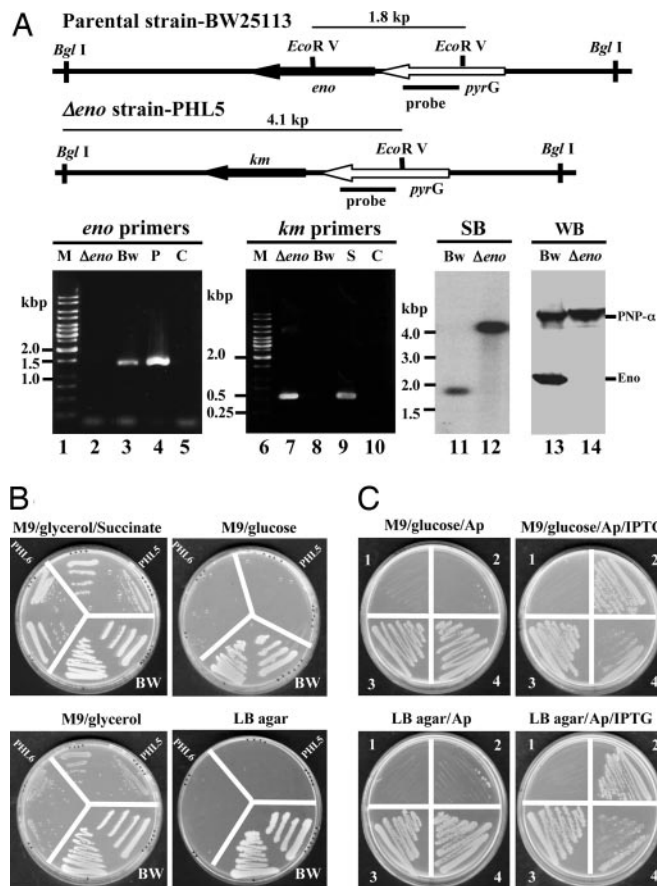 A
Parental strain-BW25113
1.8 kp
Bgl I
EcoR V
EcoR V
Bgl I
eno
pyrG
probe
Δeno strain-PHL5
4.1 kp
Bgl I
km
EcoR V
Bgl I
pyrG
probe
eno primers
km primers
SB
WB
M Δeno Bw P C
M Δeno Bw S C
Bw Δeno
Bw Δeno
kbp
2.0
1.5
1.0
kbp
2.0
0.5
0.25
kbp
4.0
3.0
2.0
1.5
PNP-α
Eno
1 2 3 4 5
6 7 8 9 10
11 12
13 14
B
M9/glycerol/Succinate
M9/glucose
PHL6
PHL5
BW
PHL6
PHL5
BW
M9/glycerol
LB agar
PHL6
PHL5
BW
PHL6
PHL5
BW
C
M9/glucose/Ap
M9/glucose/Ap/IPTG
1 2
3 4
1 2
3 4
LB agar/Ap
LB agar/Ap/IPTG
1 2
3 4
1 2
3 4